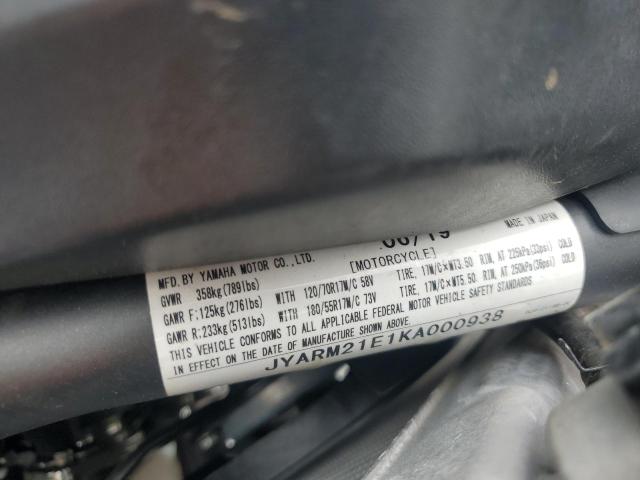 06/19
MADE IN JAPAN
MFD.BY YAMAHA MOTOR CO.,LTD. [MOTORCYCLE]
GVWR 358kg(789lbs)
GAWR F:125kg(276lbs) WITH 120/70R17M/C 58V TIRE, 17M/C×MT3.50 RIM, AT 225kPa(33psi) COLD
GAWR R:233kg(513lbs) WITH 180/55R17M/C 73V TIRE, 17M/C×MT5.50 RIM, AT 250kPa(36psi) COLD
THIS VEHICLE CONFORMS TO ALL APPLICABLE FEDERAL MOTOR VEHICLE SAFETY STANDARDS
IN EFFECT ON THE DATE OF MANUFACTURE SHOWN ABOVE.
JYARM21E1KA000938